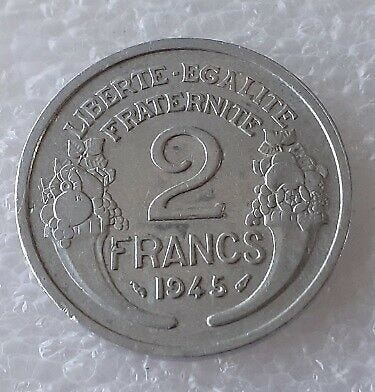 LIBERTE-EGALITE
FRATERNITE
2
FRANCS
1945